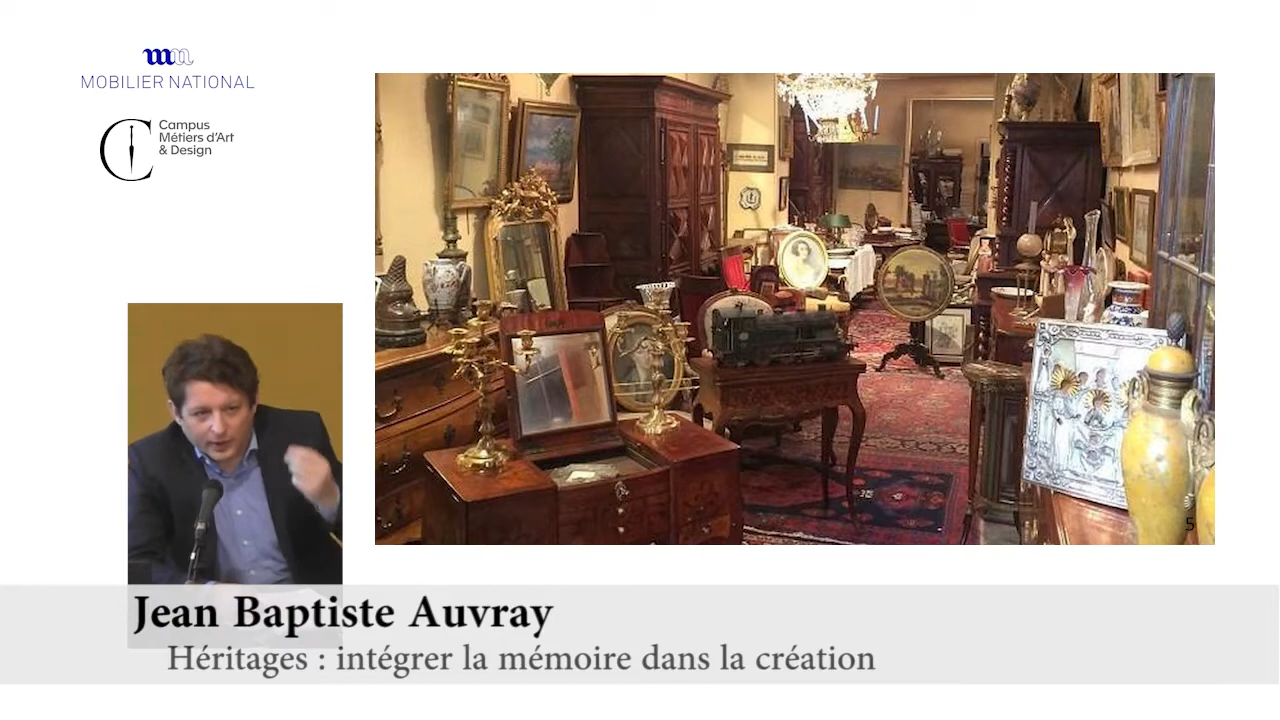 MOBILIER NATIONAL
Campus
Métiers d'Art
& Design
5
Jean Baptiste Auvray
Héritages : intégrer la mémoire dans la création